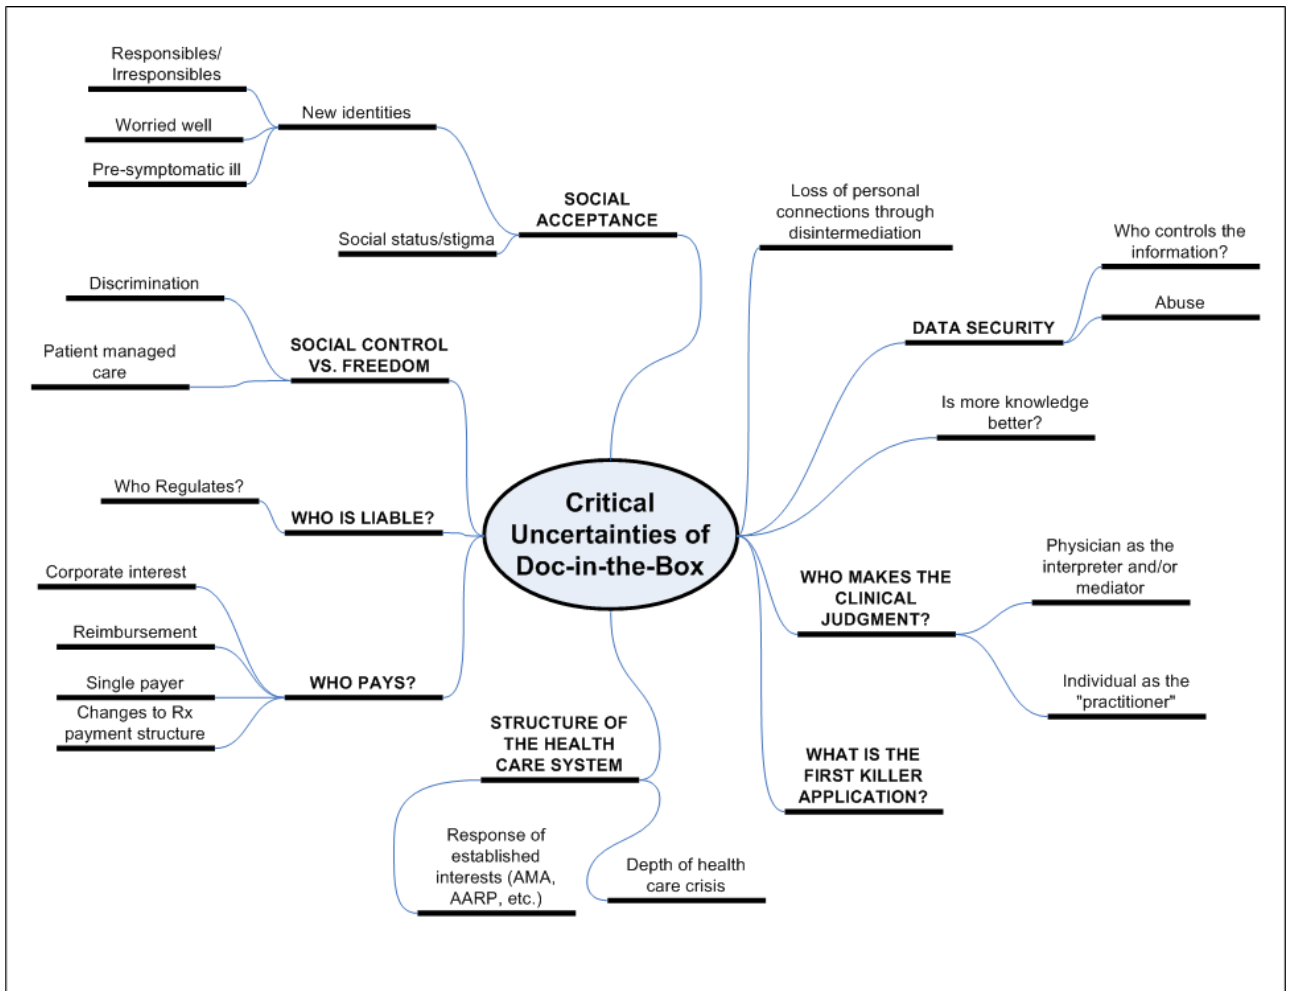 Responsibles/
Irresponsibles
New identities
Worried well
Pre-symptomatic ill
SOCIAL
ACCEPTANCE
Social status/stigma
Discrimination
SOCIAL CONTROL
VS. FREEDOM
Patient managed
care
Who Regulates?
WHO IS LIABLE?
Corporate interest
Reimbursement
Single payer
Changes to Rx
payment structure
WHO PAYS?
Critical
Uncertainties of
Doc-in-the-Box
STRUCTURE OF
THE HEALTH
CARE SYSTEM
Response of
established
interests (AMA,
AARP, etc.)
Depth of health
care crisis
Loss of personal
connections through
disintermediation
Who controls the
information?
Abuse
DATA SECURITY
Is more knowledge
better?
Physician as the
interpreter and/or
mediator
WHO MAKES THE
CLINICAL
JUDGMENT?
Individual as the
"practitioner"
WHAT IS THE
FIRST KILLER
APPLICATION?